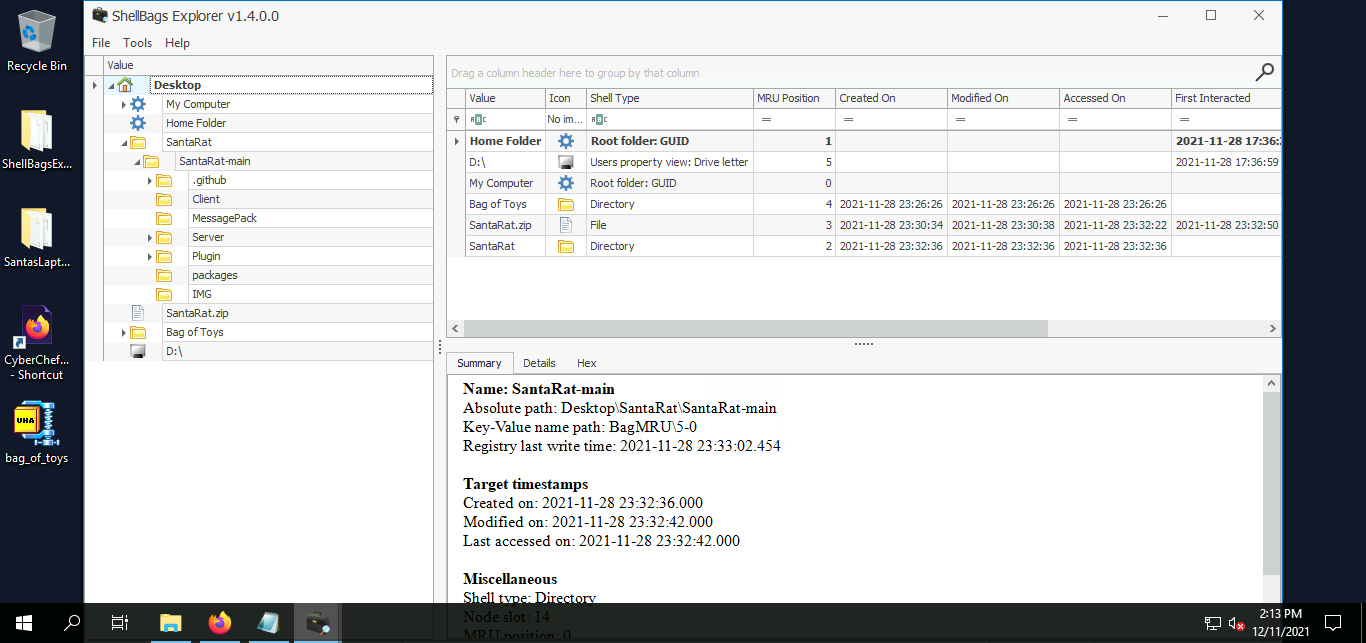 Recycle Bin
ShellBagsEx...
SantasLapt...
CyberChef...
- Shortcut
UHA
bag_of_toys
ShellBags Explorer v1.4.0.0
File Tools Help
Value
Desktop
My Computer
Home Folder
SantaRat
SantaRat-main
.github
Client
MessagePack
Server
Plugin
packages
IMG
SantaRat.zip
Bag of Toys
D:\
Drag a column header here to group by that column
Value Icon Shell Type MRU Position Created On Modified On Accessed On First Interacted
ABC No im... ABC = = = = =
Home Folder Root folder: GUID 1 2021-11-28 17:36:
D:\ Users property view: Drive letter 5 2021-11-28 17:36:59
My Computer Root folder: GUID 0
Bag of Toys Directory 4 2021-11-28 23:26:26 2021-11-28 23:26:26 2021-11-28 23:26:26
SantaRat.zip File 3 2021-11-28 23:30:34 2021-11-28 23:30:38 2021-11-28 23:32:22 2021-11-28 23:32:50
SantaRat Directory 2 2021-11-28 23:32:36 2021-11-28 23:32:36 2021-11-28 23:32:36
Summary Details Hex
Name: SantaRat-main
Absolute path: Desktop\SantaRat\SantaRat-main
Key-Value name path: BagMRU\5-0
Registry last write time: 2021-11-28 23:33:02.454
Target timestamps
Created on: 2021-11-28 23:32:36.000
Modified on: 2021-11-28 23:32:42.000
Last accessed on: 2021-11-28 23:32:42.000
Miscellaneous
Shell type: Directory
Node slot: 14
MRU position: 0
2:13 PM
12/11/2021